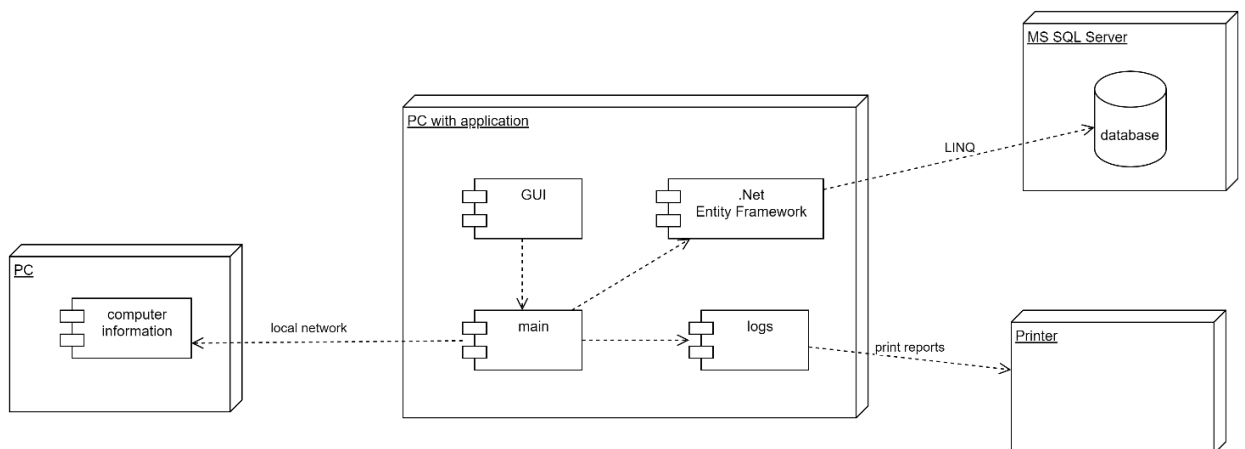 MS SQL Server
database
LINQ
PC with application
GUI
.Net
Entity Framework
PC
computer
information
local network
main
logs
print reports
Printer